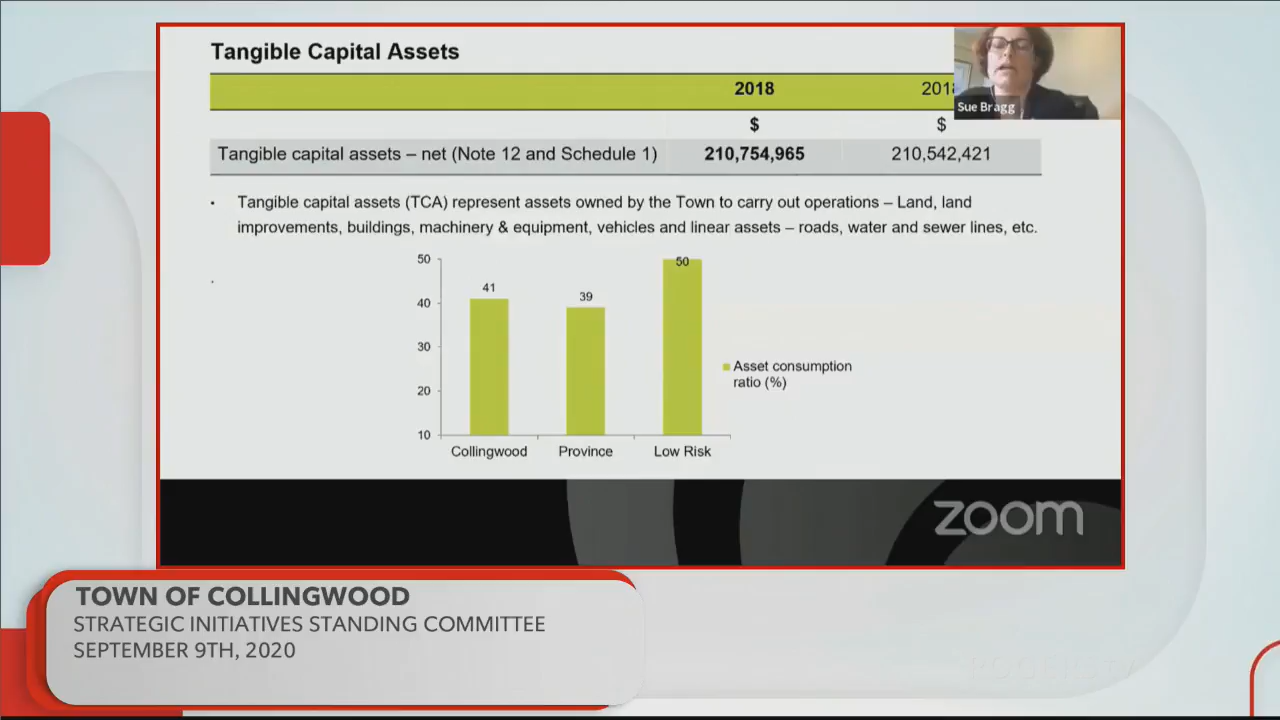 Tangible Capital Assets
2018
201
$
$
Tangible capital assets – net (Note 12 and Schedule 1)
210,754,965
210,542,421
• Tangible capital assets (TCA) represent assets owned by the Town to carry out operations – Land, land
improvements, buildings, machinery & equipment, vehicles and linear assets – roads, water and sewer lines, etc.
50
40
30
20
10
41
39
50
Collingwood
Province
Low Risk
Asset consumption
ratio (%)
Sue Bragg
zoom
TOWN OF COLLINGWOOD
STRATEGIC INITIATIVES STANDING COMMITTEE
SEPTEMBER 9TH, 2020